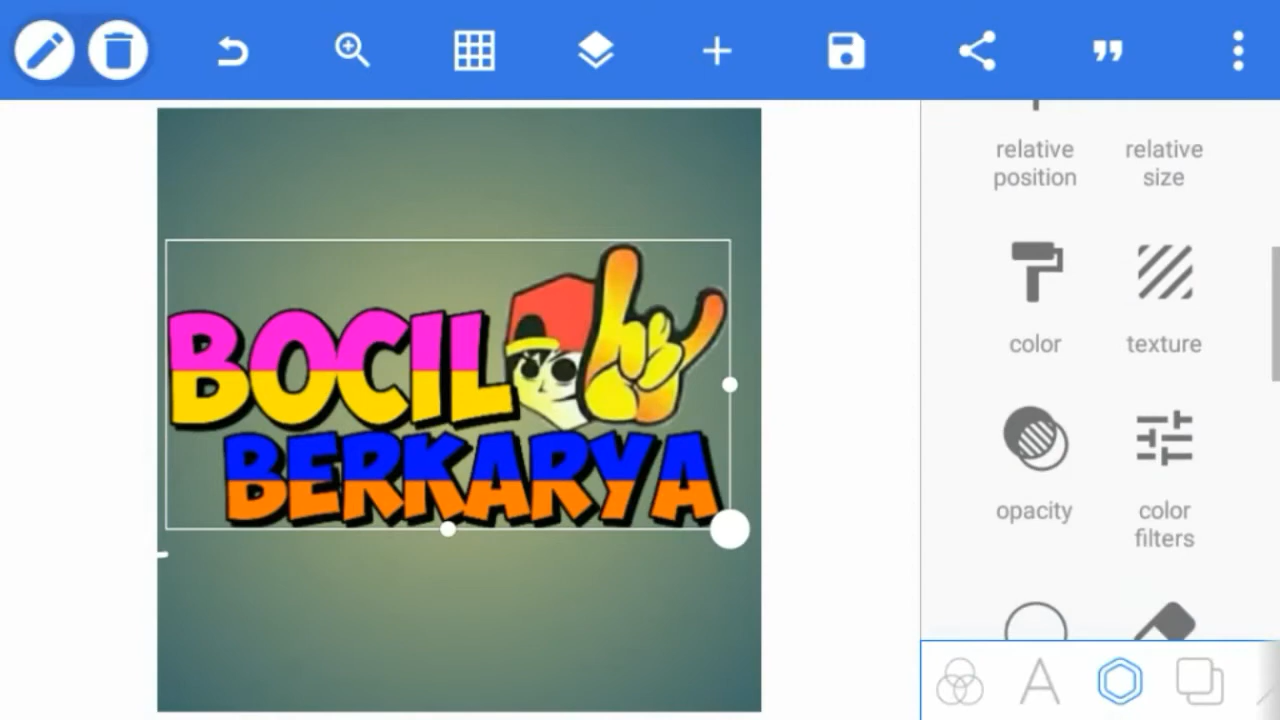 relative position
relative size
BOCIL
BERKARYA
color
texture
opacity
color filters